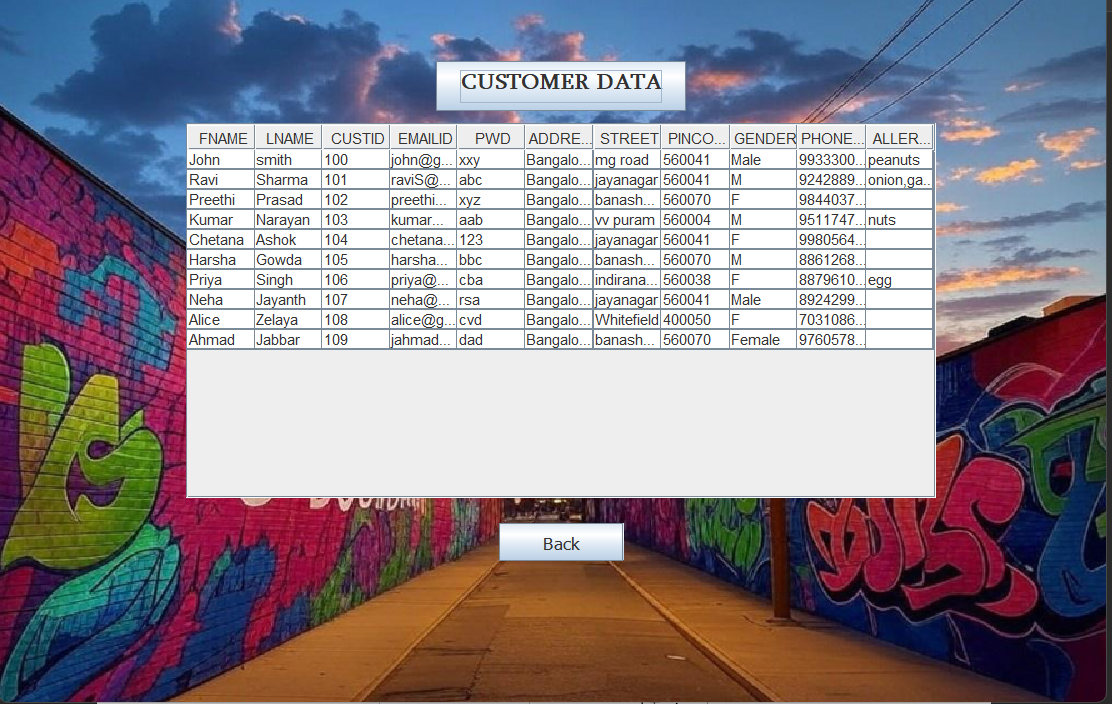 CUSTOMER DATA
FNAME LNAME CUSTID EMAILID PWD ADDRE... STREET PINCO... GENDER PHONE... ALLER...
John smith 100 john@g... xxy Bangalo... mg road 560041 Male 9933300... peanuts
Ravi Sharma 101 raviS@... abc Bangalo... jayanagar 560041 M 9242889... onion,ga...
Preethi Prasad 102 preethi... xyz Bangalo... banash... 560070 F 9844037...
Kumar Narayan 103 kumar... aab Bangalo... vv puram 560004 M 9511747... nuts
Chetana Ashok 104 chetana... 123 Bangalo... jayanagar 560041 F 9980564...
Harsha Gowda 105 harsha... bbc Bangalo... banash... 560070 M 8861268...
Priya Singh 106 priya@... cba Bangalo... indirana... 560038 F 8879610... egg
Neha Jayanth 107 neha@... rsa Bangalo... jayanagar 560041 Male 8924299...
Alice Zelaya 108 alice@g... cvd Bangalo... Whitefield 400050 F 7031086...
Ahmad Jabbar 109 jahmad... dad Bangalo... banash... 560070 Female 9760578...
Back